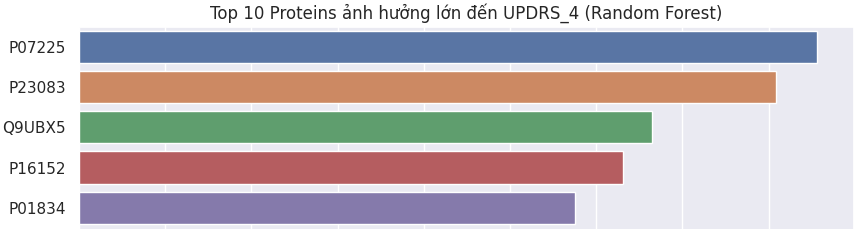 Top 10 Proteins ảnh hưởng lớn đến UPDRS_4 (Random Forest)
P07225
P23083
Q9UBX5
P16152
P01834